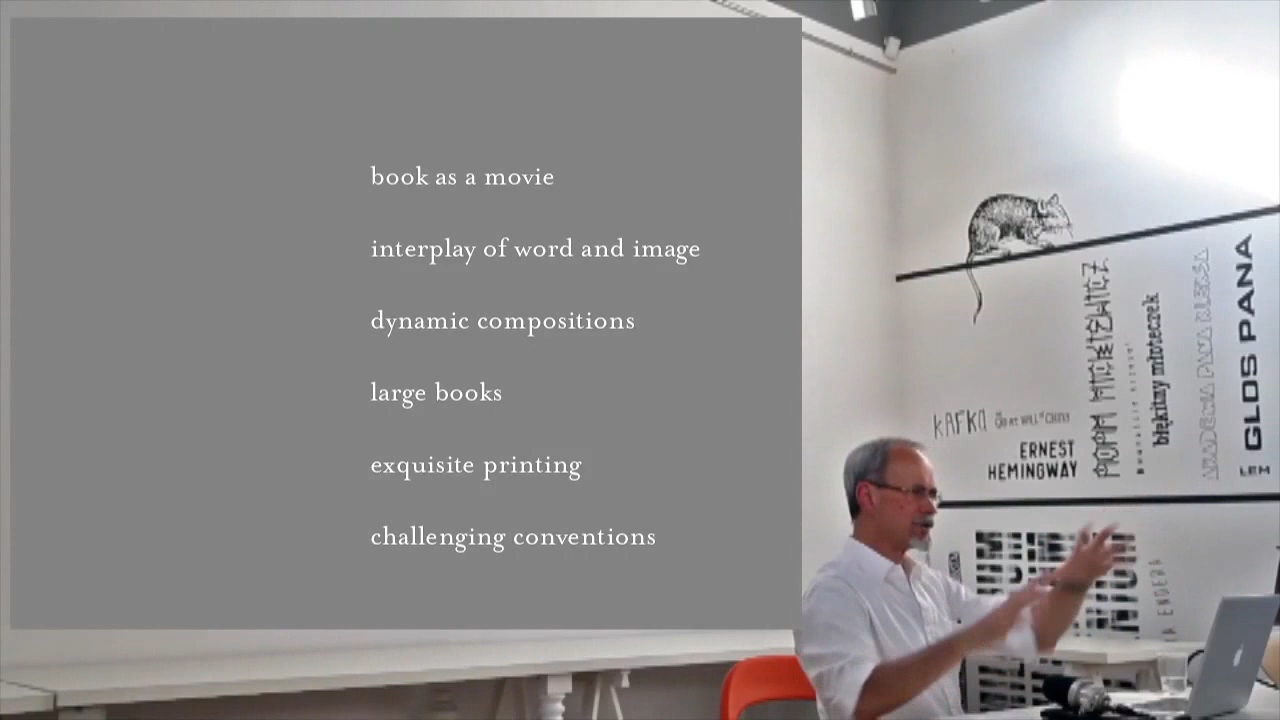 book as a movie
interplay of word and image
dynamic compositions
large books
exquisite printing
challenging conventions
KAFKA
ERNEST
HEMINGWAY
błękitny młoteczek
LEM GLOS PANA